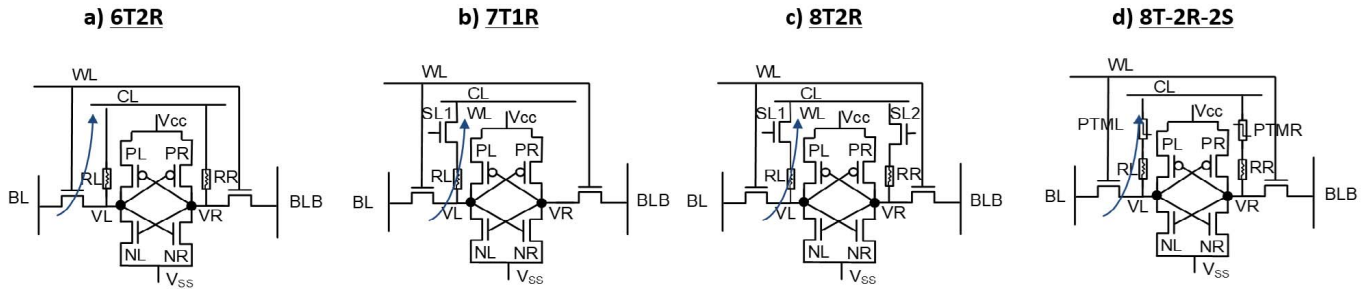 a) 6T2R
WL
CL
Vcc
PL PR
RL RR
BL VL VR BLB
NL NR
VSS
b) 7T1R
WL
CL
SL1 WL Vcc
PL PR
RL
BL VL VR BLB
NL NR
VSS
c) 8T2R
WL
CL
SL1 WL Vcc SL2
PL PR
RL RR
BL VL VR BLB
NL NR
VSS
d) 8T-2R-2S
WL
CL
PTML Vcc PTMR
PL PR
RL RR
BL VL VR BLB
NL NR
VSS